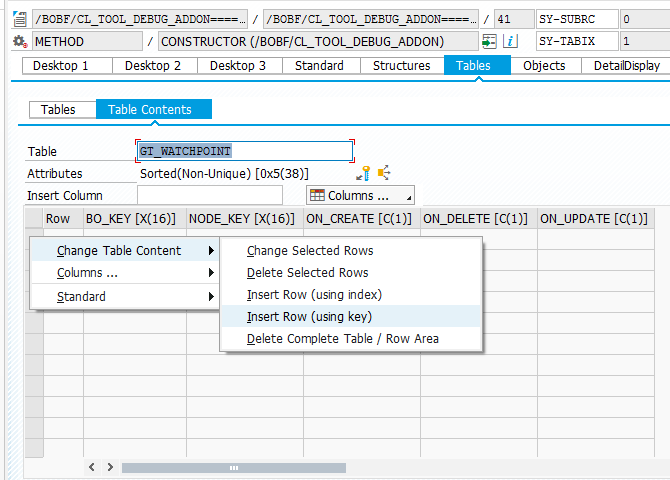 /BOBF/CL_TOOL_DEBUG_ADDON====… / /BOBF/CL_TOOL_DEBUG_ADDON====… / 41 SY-SUBRC 0
METHOD / CONSTRUCTOR (/BOBF/CL_TOOL_DEBUG_ADDON) SY-TABIX 1
Desktop 1 Desktop 2 Desktop 3 Standard Structures Tables Objects DetailDisplay
Tables Table Contents
Table GT_WATCHPOINT
Attributes Sorted(Non-Unique) [0x5(38)]
Insert Column Columns ...
Row BO_KEY [X(16)] NODE_KEY [X(16)] ON_CREATE [C(1)] ON_DELETE [C(1)] ON_UPDATE [C(1)]
Change Table Content
Columns ...
Standard
Change Selected Rows
Delete Selected Rows
Insert Row (using index)
Insert Row (using key)
Delete Complete Table / Row Area